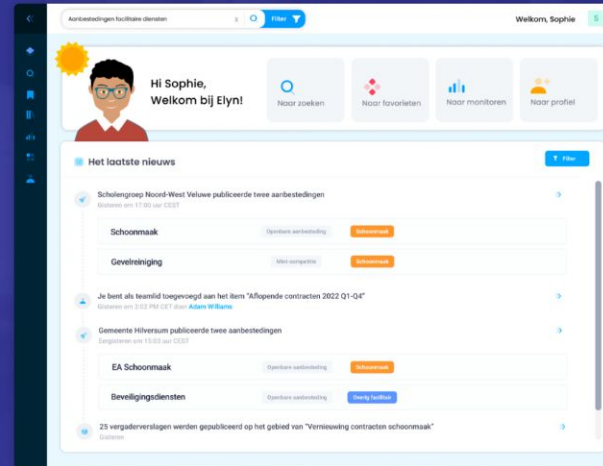 Aanbestedingen facilitaire diensten
x
Filter
Welkom, Sophie
S
Hi Sophie,
Welkom bij Elyn!
Naar zoeken
Naar favorieten
Naar monitoren
Naar profiel
Het laatste nieuws
Filter
Scholengroep Noord-West Veluwe publiceerde twee aanbestedingen
Gisteren om 17:00 uur CEST
Schoonmaak
Openbare aanbesteding
Schoonmaak
Gevelreiniging
Mini-competitie
Schoonmaak
Je bent als teamlid toegevoegd aan het item "Aflopende contracten 2022 Q1-Q4"
Gisteren om 2:02 PM CET door Adam Williams
Gemeente Hilversum publiceerde twee aanbestedingen
Eergisteren om 15:03 uur CEST
EA Schoonmaak
Openbare aanbesteding
Schoonmaak
Beveiligingsdiensten
Openbare aanbesteding
Overig facilitair
25 vergaderverslagen werden gepubliceerd op het gebied van "Vernieuwing contracten schoonmaak"
Gisteren